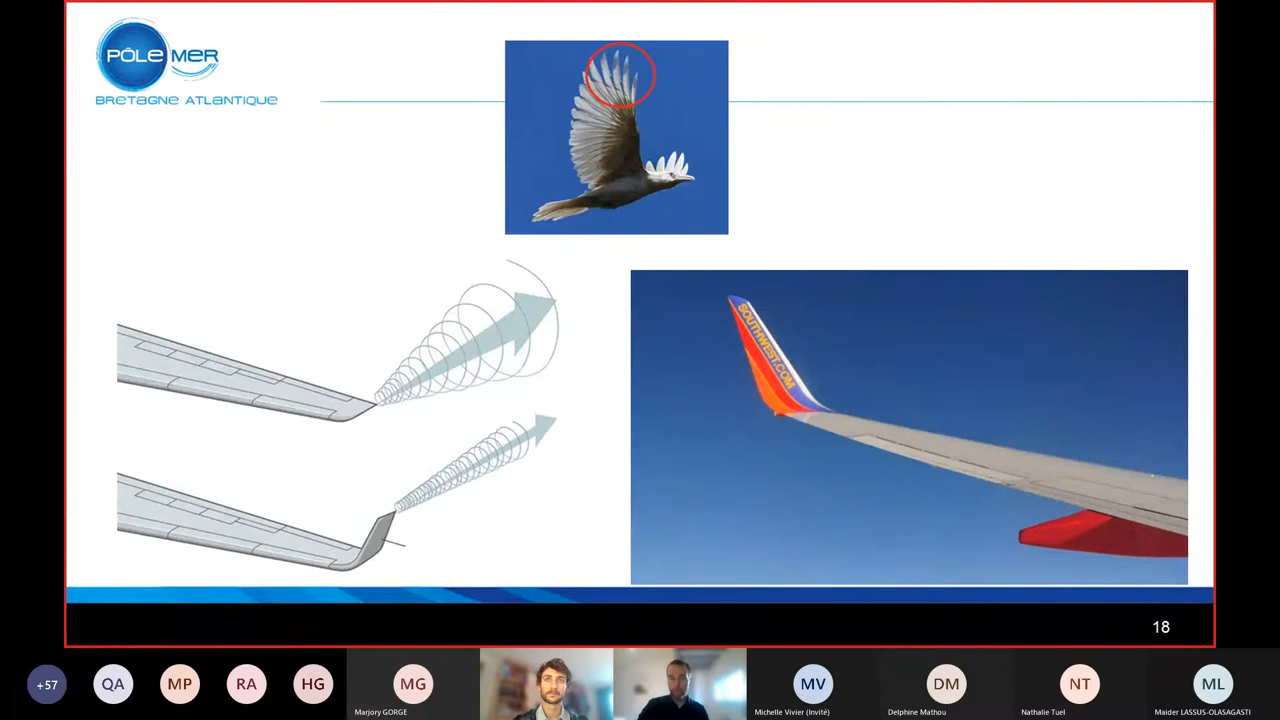 PÔLE MER
BRETAGNE ATLANTIQUE
SOUTHWEST.COM
18
+57
QA
MP
RA
HG
MG
Marjory GORGE
MV
Michelle Vivier (Invité)
DM
Delphine Mathou
NT
Nathalie Tuel
ML
Maider LASSUS-OLASAGASTI